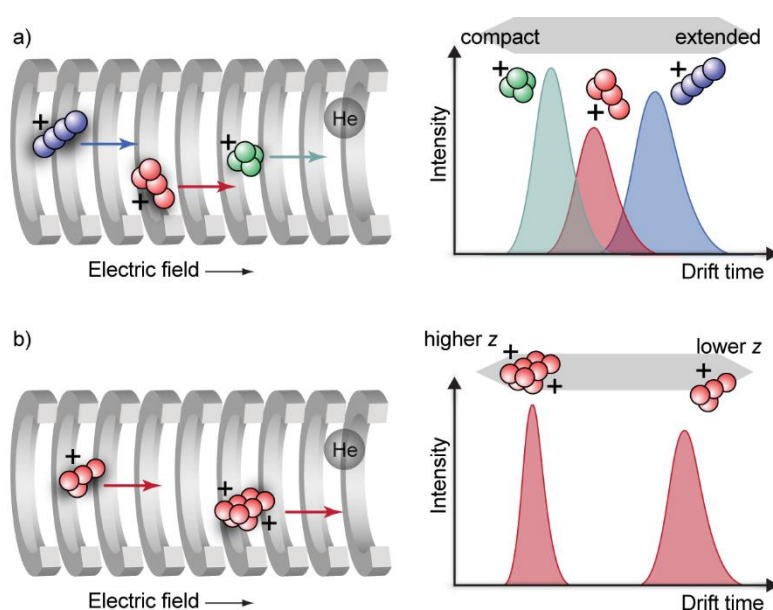 a)
+
+
+
He
Electric field
compact
extended
+
+
+
Intensity
Drift time
b)
+
+
+
He
Electric field
higher z
lower z
+
+
+
Intensity
Drift time